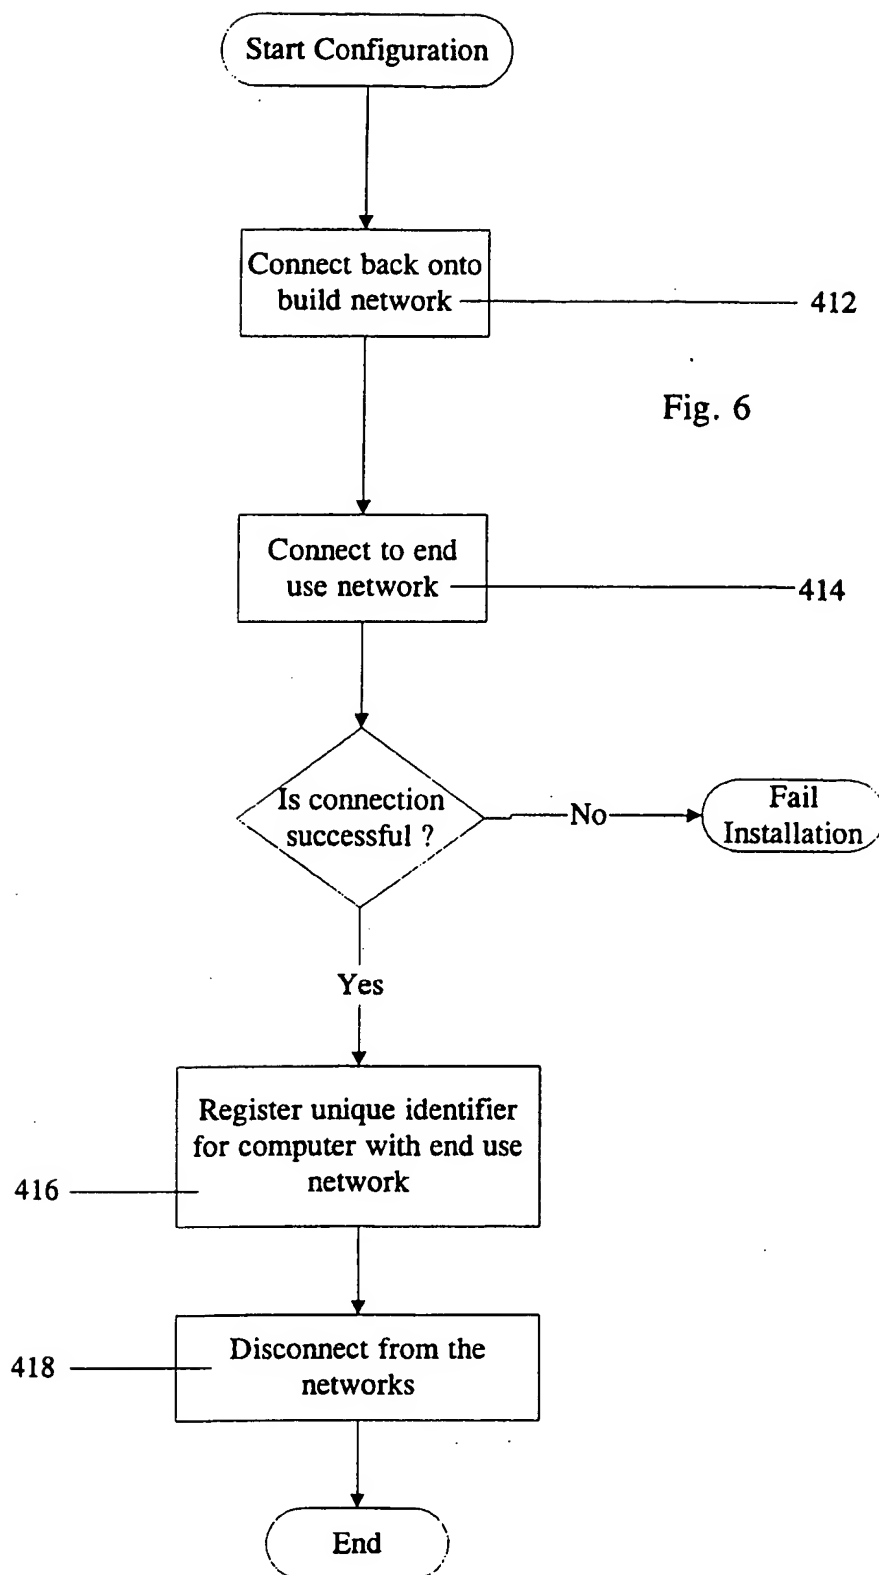 Start Configuration
Connect back onto
build network
412
Fig. 6
Connect to end
use network
414
Is connection
successful ?
No
Fail
Installation
Yes
Register unique identifier
for computer with end use
network
416
Disconnect from the
networks
418
End